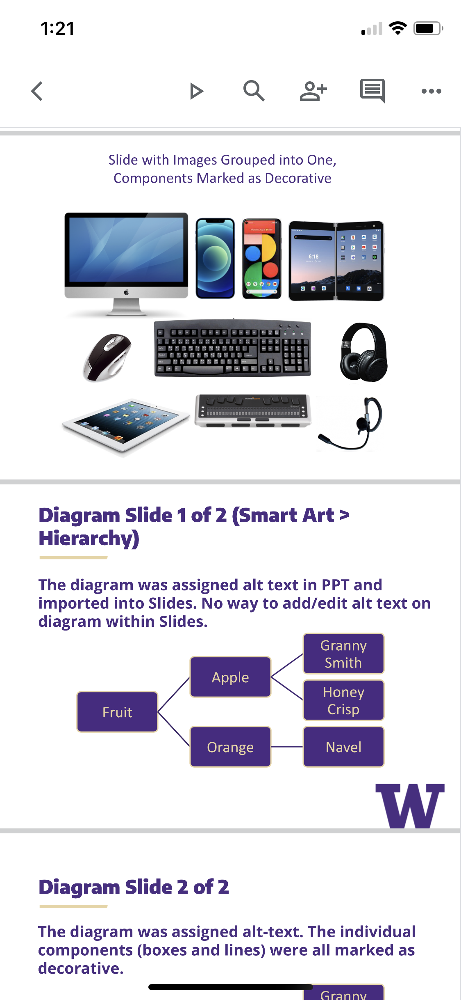 1:21
Slide with Images Grouped into One,
Components Marked as Decorative
6:18
HumanWare
Diagram Slide 1 of 2 (Smart Art >
Hierarchy)
The diagram was assigned alt text in PPT and
imported into Slides. No way to add/edit alt text on
diagram within Slides.
Granny
Smith
Apple
Honey
Crisp
Fruit
Orange
Navel
W
Diagram Slide 2 of 2
The diagram was assigned alt-text. The individual
components (boxes and lines) were all marked as
decorative.
Granny